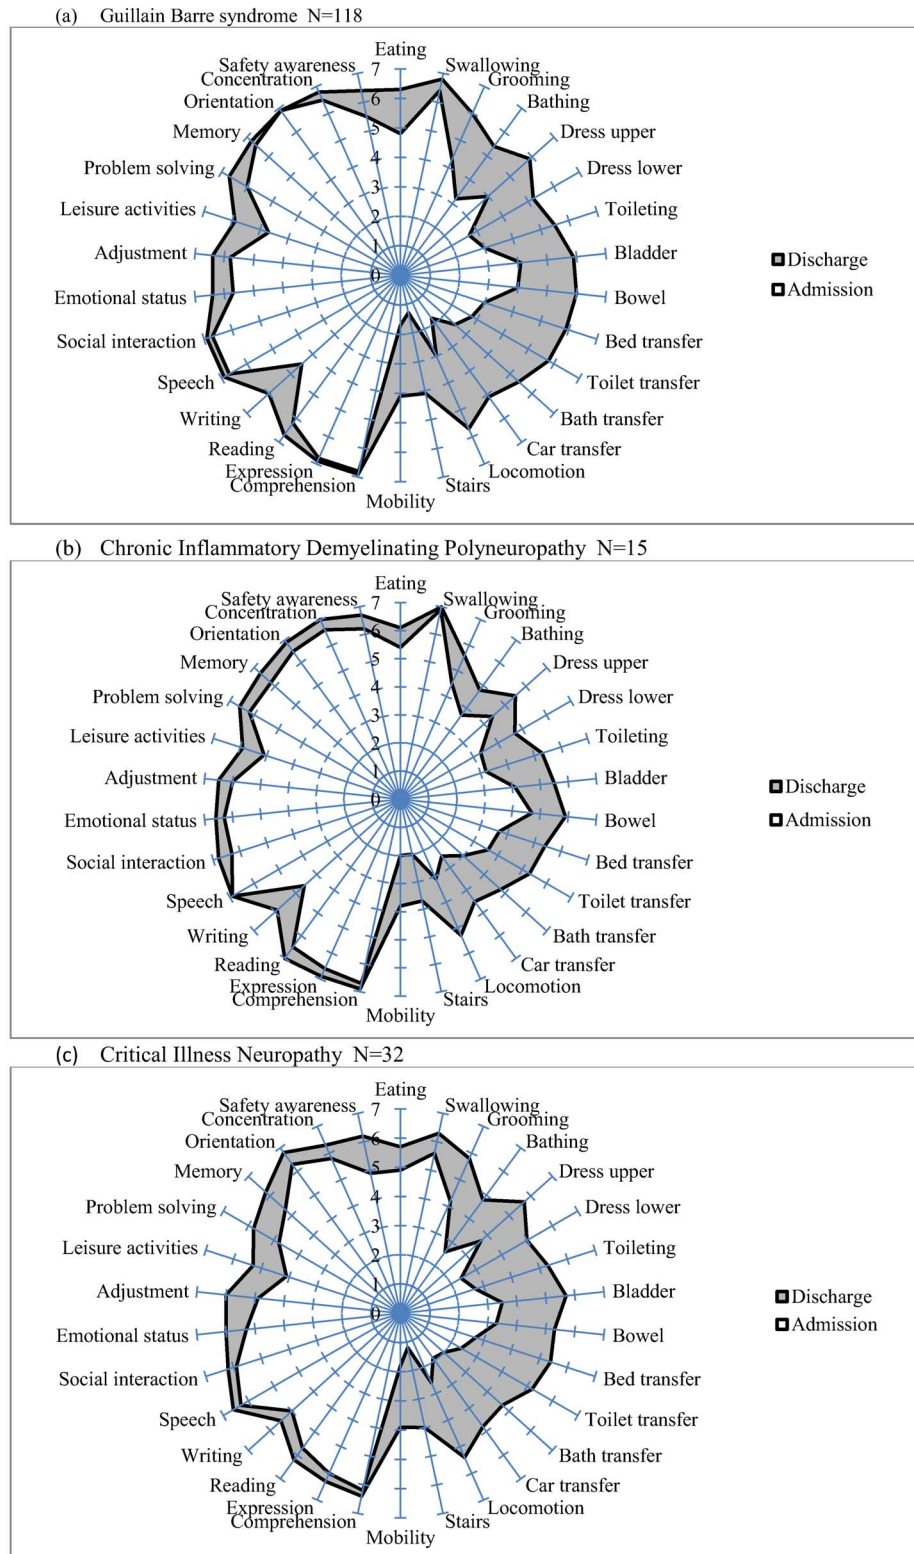 (a) Guillain Barre syndrome N=118
Eating
Swallowing
Grooming
Bathing
Dress upper
Dress lower
Toileting
Bladder
Bowel
Bed transfer
Toilet transfer
Bath transfer
Car transfer
Locomotion
Stairs
Mobility
Comprehension
Expression
Reading
Writing
Speech
Social interaction
Emotional status
Adjustment
Leisure activities
Problem solving
Memory
Orientation
Concentration
Safety awareness
7
6
5
4
3
2
1
0
Discharge
Admission
(b) Chronic Inflammatory Demyelinating Polyneuropathy N=15
Eating
Swallowing
Grooming
Bathing
Dress upper
Dress lower
Toileting
Bladder
Bowel
Bed transfer
Toilet transfer
Bath transfer
Car transfer
Locomotion
Stairs
Mobility
Comprehension
Expression
Reading
Writing
Speech
Social interaction
Emotional status
Adjustment
Leisure activities
Problem solving
Memory
Orientation
Concentration
Safety awareness
7
6
5
4
3
2
1
0
Discharge
Admission
(c) Critical Illness Neuropathy N=32
Eating
Swallowing
Grooming
Bathing
Dress upper
Dress lower
Toileting
Bladder
Bowel
Bed transfer
Toilet transfer
Bath transfer
Car transfer
Locomotion
Stairs
Mobility
Comprehension
Expression
Reading
Writing
Speech
Social interaction
Emotional status
Adjustment
Leisure activities
Problem solving
Memory
Orientation
Concentration
Safety awareness
7
6
5
4
3
2
1
0
Discharge
Admission